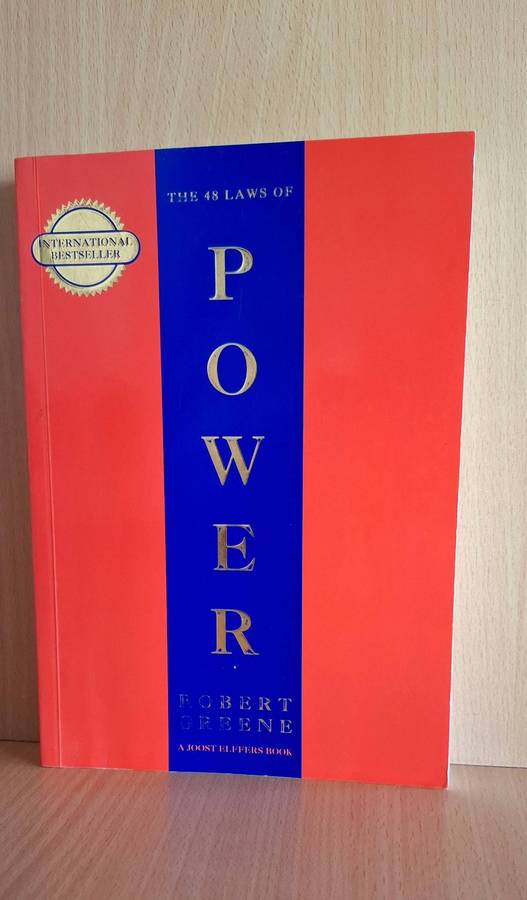 THE 48 LAWS OF
INTERNATIONAL
BESTSELLER
P
O
W
E
R
ROBERT
GREENE
A JOOST ELFFERS BOOK